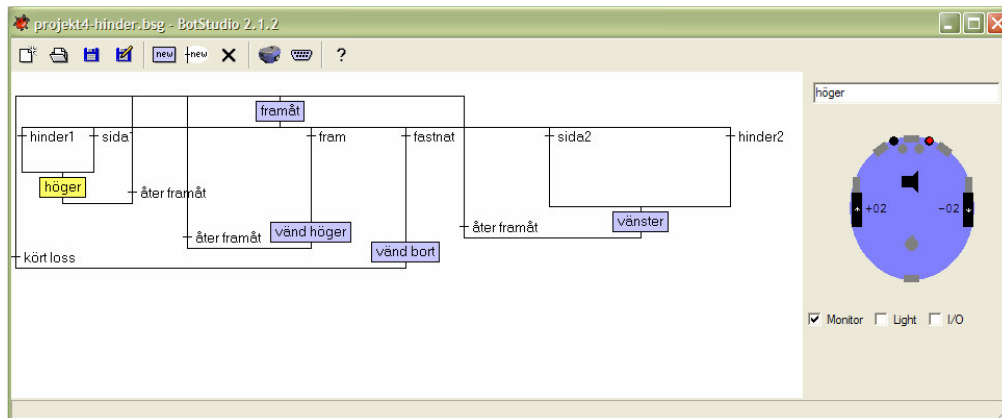 projekt4-hinder.bsg - BotStudio 2.1.2
new new ?
framåt
höger
hinder1 sida1 fram fastnat sida2 hinder2
höger
åter framåt
åter framåt
vänd höger
åter framåt
vänster
kört loss
vänd bort
+02 -02
Monitor Light I/O